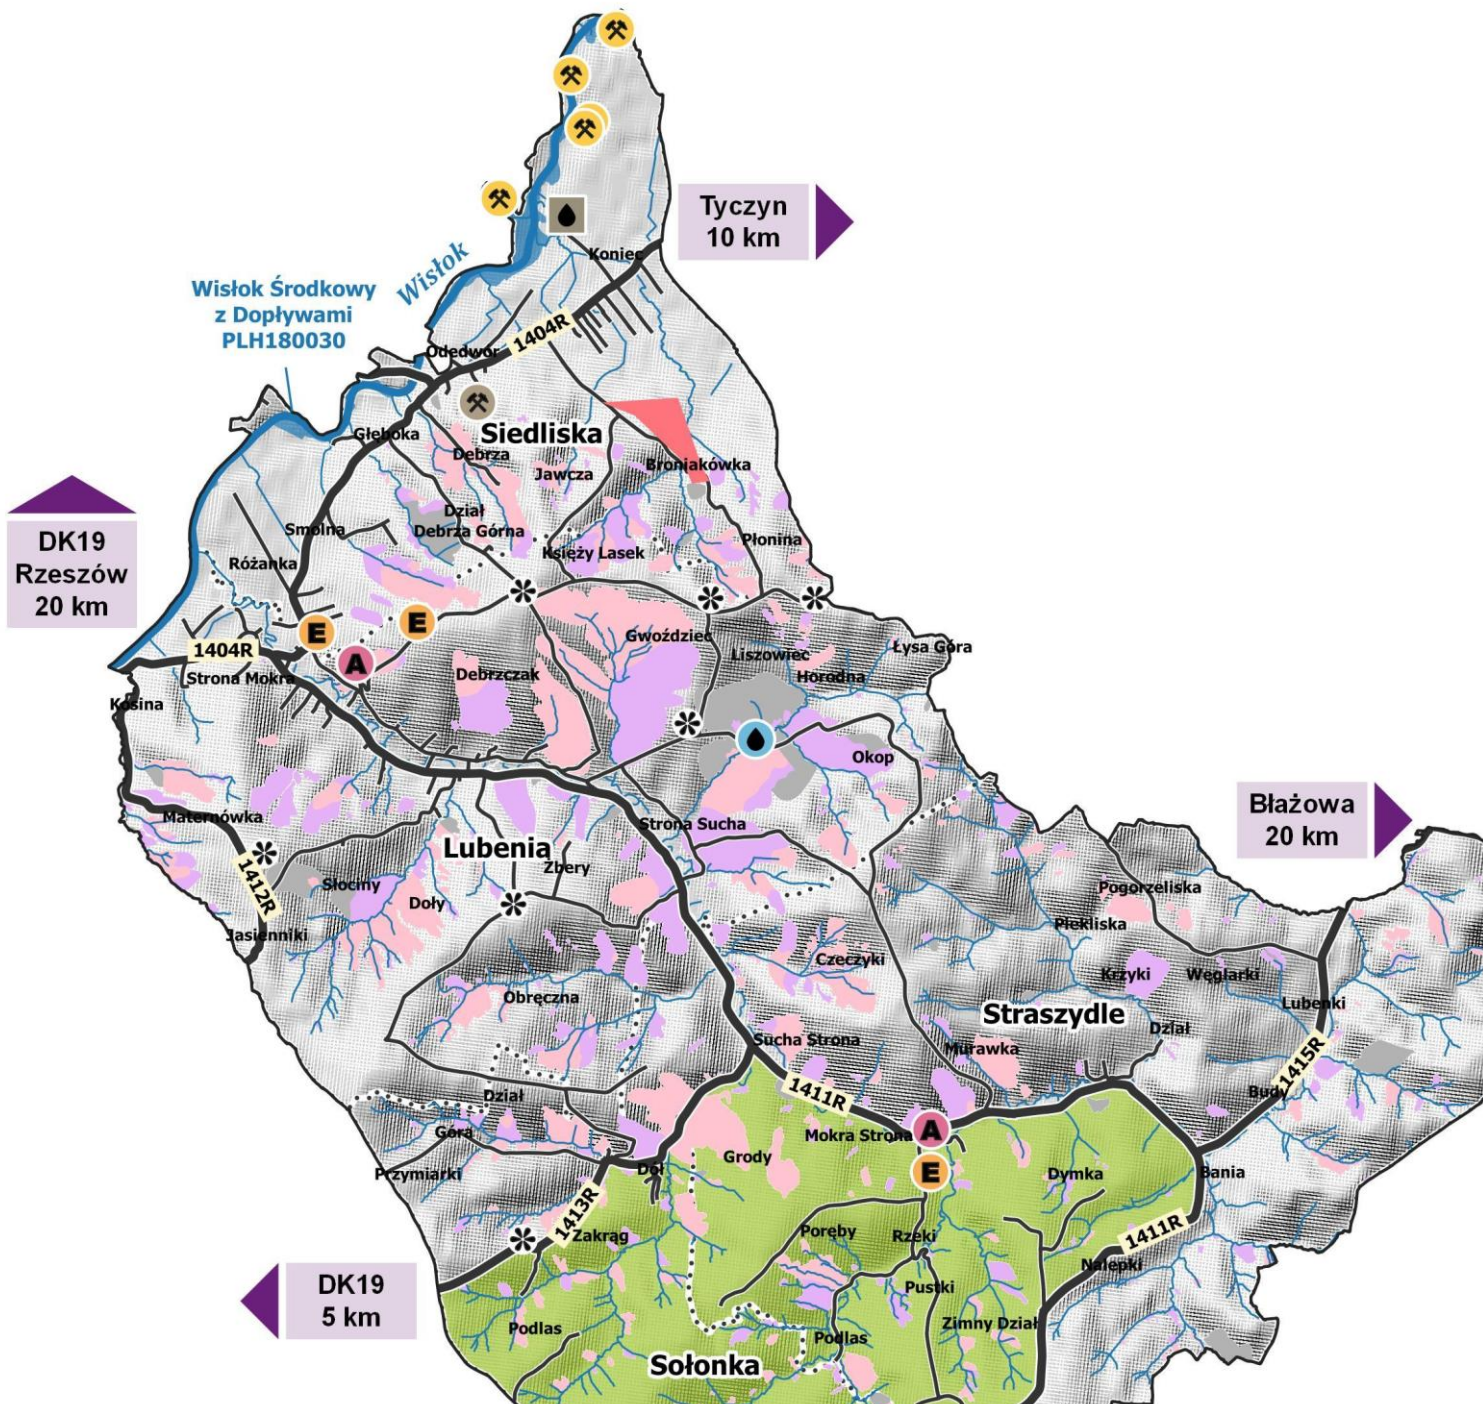 Tyczyn
10 km
Koniec
Wisłok
Wisłok Środkowy
z Dopływami
PLH180030
1404R
Odedwór
Siedliska
Głęboka
Debrza
Jawcza
Broniakówka
DK19
Rzeszów
20 km
Dział
Debrza Górna
Smolna
Księży Lasek
Płonina
Różanka
E
E
1404R
A
Strona Mokra
Gwoździec
Liszowiec
Łysa Góra
Debrzczak
Horodna
Kosina
Okop
Błażowa
20 km
Maternówka
Strona Sucha
Lubenia
Zbery
1412R
Słociny
Doły
Pogorzeliska
Piekliska
Jasienniki
Czeczyki
Krzyki
Węglarki
Obręczna
Lubenki
Straszydle
Dział
Sucha Strona
Murawka
1415R
1411R
Budy
Dział
Góra
Mokra Strona
A
Grody
E
Dół
Przymiarki
Dymka
Bania
1413R
Zakrąg
Poręby
Rzeki
1411R
Nalepki
DK19
5 km
Pustki
Podlas
Podlas
Zimny Dział
Sołonka